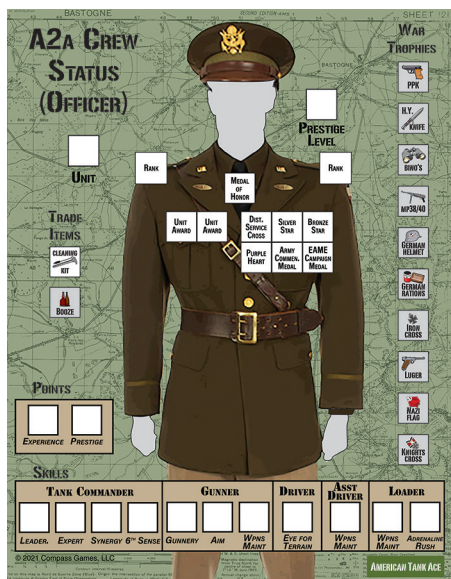 BASTOGNE
SECOND EDITION-AMS 1
SHEET 12
A2a Crew
Status
(Officer)
War
Trophies
BASTOGNE
PPK
H.Y.
Knife
Bino's
MP38/40
German
Helmet
German
Rations
Iron
Cross
Luger
Nazi
Flag
Knights
Cross
Prestige
Level
Unit
Rank
Rank
Medal
of
Honor
Unit
Award
Unit
Award
Dist.
Service
Cross
Silver
Star
Bronze
Star
Purple
Heart
Army
Commen.
Medal
EAME
Campaign
Medal
Trade
Items
Cleaning
Kit
Booze
Points
Experience
Prestige
Skills
Tank Commander
Gunner
Driver
Asst
Driver
Loader
Leader.
Expert
Synergy
6th Sense
Gunnery
Aim
Wpns
Maint
Eye for
Terrain
Wpns
Maint
Wpns
Maint
Adrenaline
Rush
© 2021 Compass Games, LLC
American Tank Ace